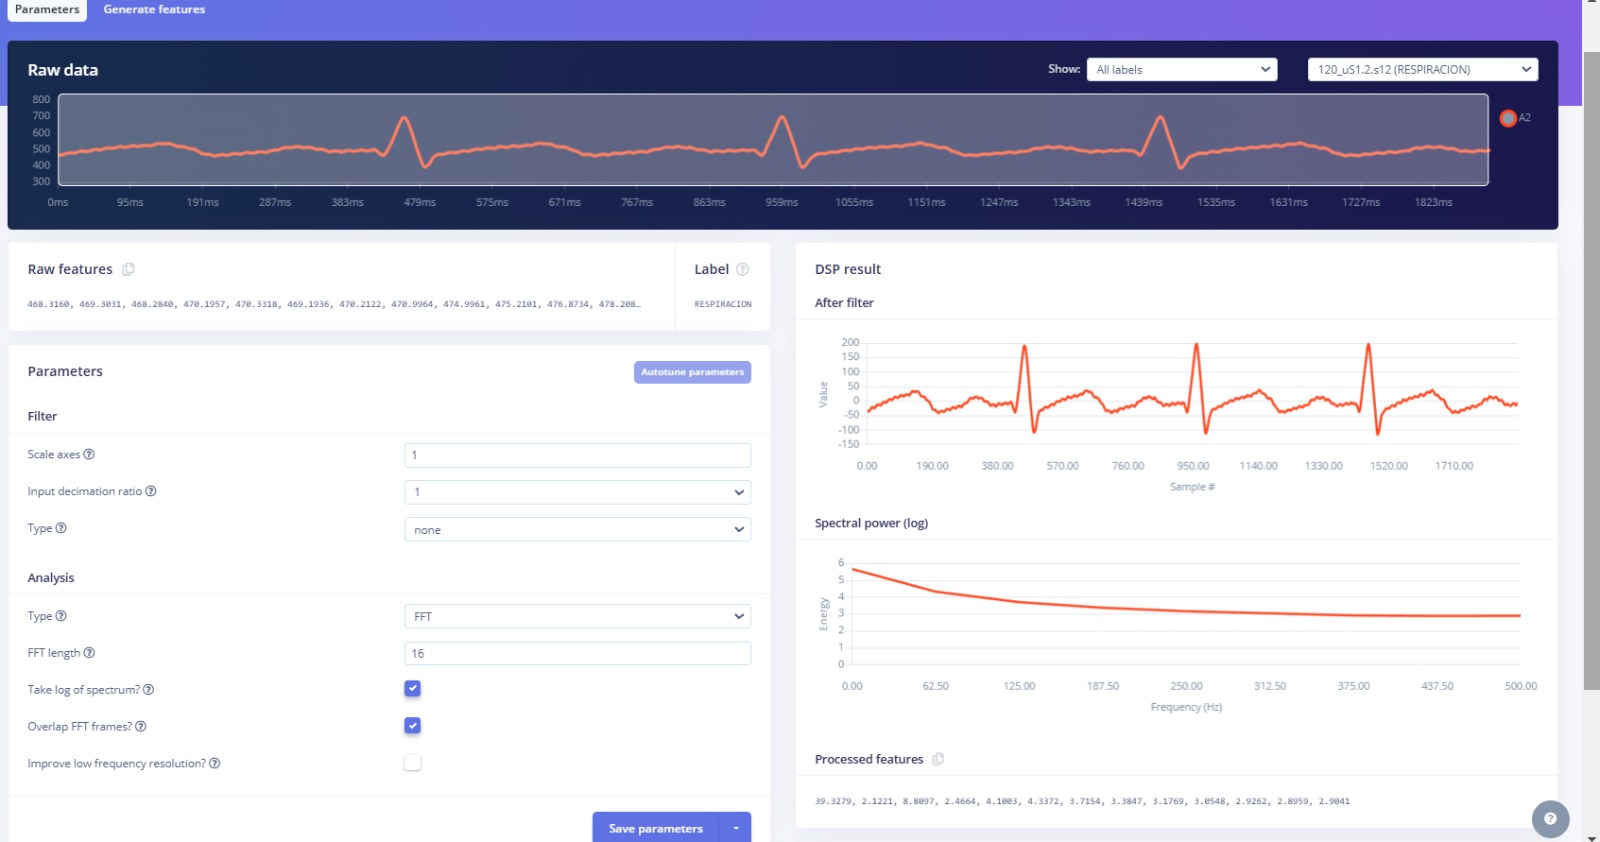 Parameters Generate features
Raw data Show: All labels 120_uS1.2.s12 (RESPIRACION)
800
700
600
500
400
300
A2
0ms 95ms 191ms 287ms 383ms 479ms 575ms 671ms 767ms 863ms 959ms 1055ms 1151ms 1247ms 1343ms 1439ms 1535ms 1631ms 1727ms 1823ms
Raw features
468.3160, 469.3031, 468.2840, 470.1957, 470.3318, 469.1936, 470.2122, 470.9964, 474.9961, 475.2101, 476.8734, 478.208…
Label ?
RESPIRACION
Parameters Autotune parameters
Filter
Scale axes ? 1
Input decimation ratio ? 1
Type ? none
Analysis
Type ? FFT
FFT length ? 16
Take log of spectrum? ?
Overlap FFT frames? ?
Improve low frequency resolution? ?
Save parameters
DSP result
After filter
200
150
100
50
0
-50
-100
-150
Value
0.00 190.00 380.00 570.00 760.00 950.00 1140.00 1330.00 1520.00 1710.00
Sample #
Spectral power (log)
6
5
4
3
2
1
0
Energy
0.00 62.50 125.00 187.50 250.00 312.50 375.00 437.50 500.00
Frequency (Hz)
Processed features
39.3279, 2.1221, 8.8097, 2.4664, 4.1003, 4.3372, 3.7154, 3.3847, 3.1769, 3.0548, 2.9262, 2.8959, 2.9041
?